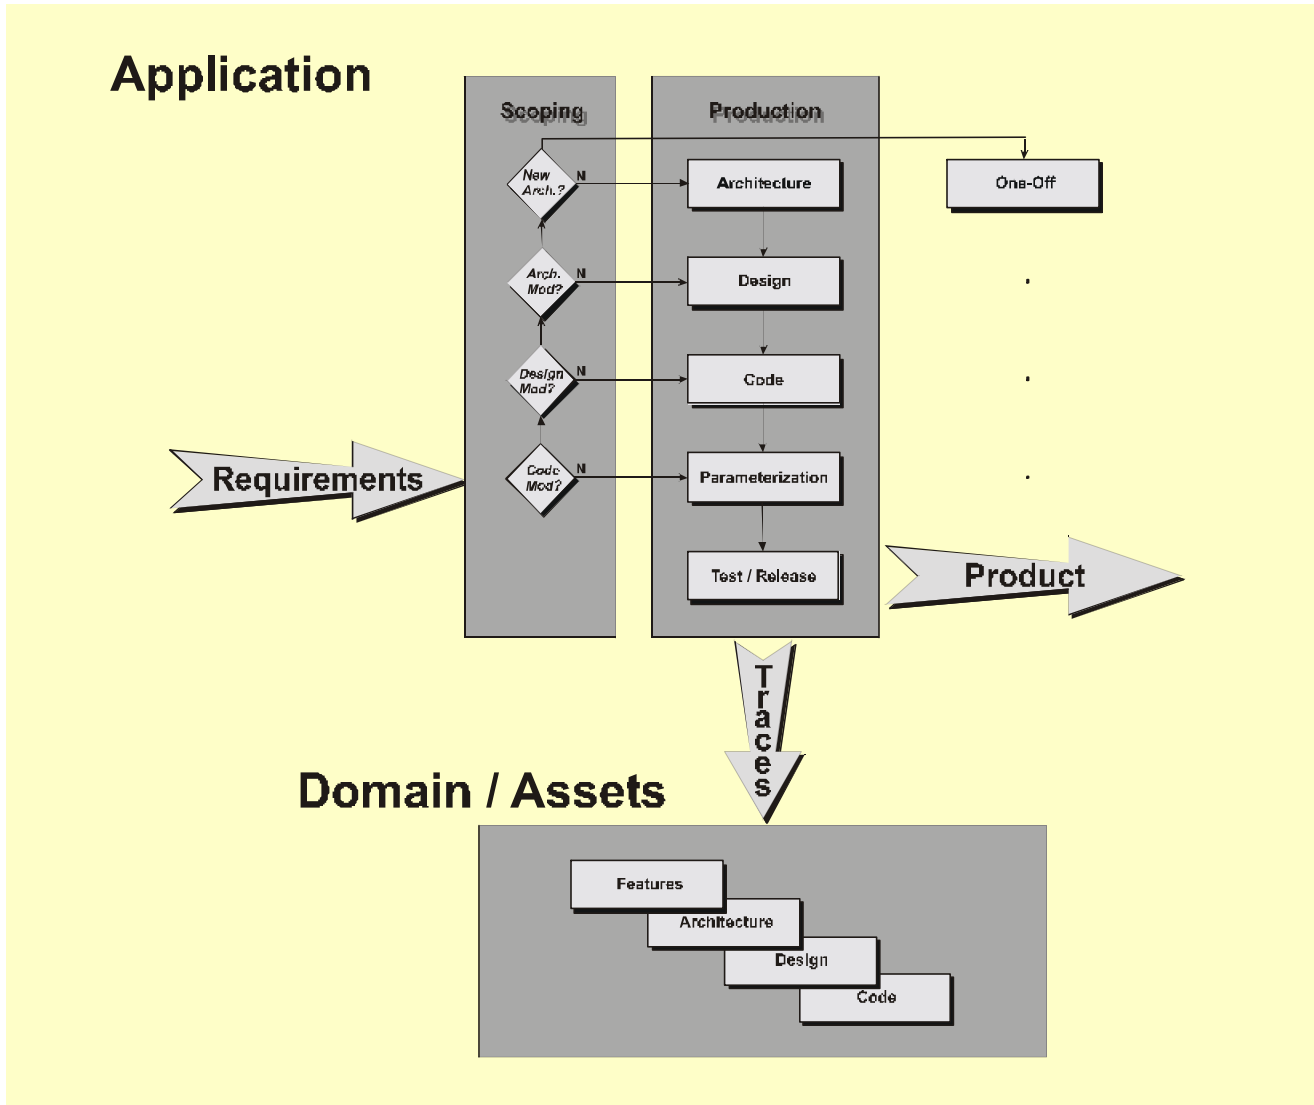 Application
Scoping
Production
New
Arch.?
N
Architecture
One-Off
Arch.
Mod?
N
Design
Design
Mod?
N
Code
Requirements
Code
Mod?
N
Parameterization
Test / Release
Product
Traces
Domain / Assets
Features
Architecture
Design
Code